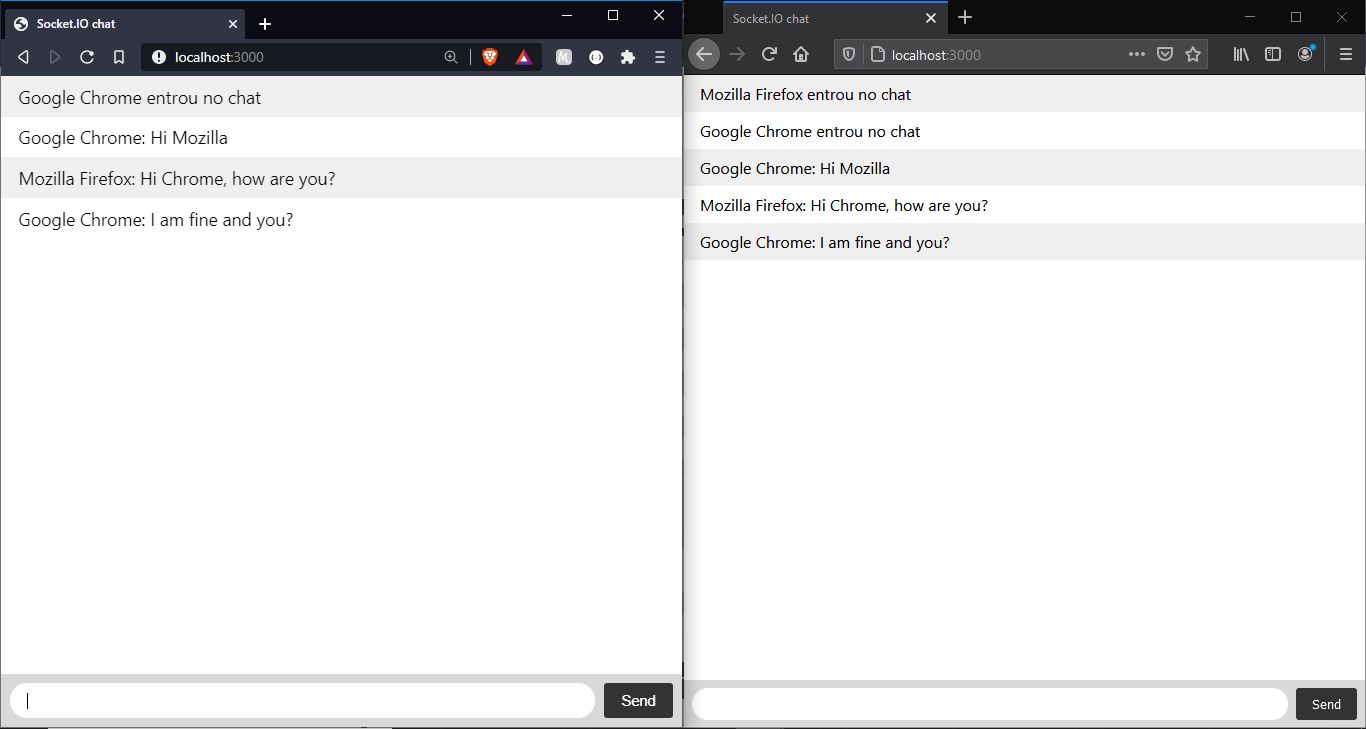 Socket.IO chat
localhost:3000
Google Chrome entrou no chat
Google Chrome: Hi Mozilla
Mozilla Firefox: Hi Chrome, how are you?
Google Chrome: I am fine and you?
Send
Socket.IO chat
localhost:3000
Mozilla Firefox entrou no chat
Google Chrome entrou no chat
Google Chrome: Hi Mozilla
Mozilla Firefox: Hi Chrome, how are you?
Google Chrome: I am fine and you?
Send